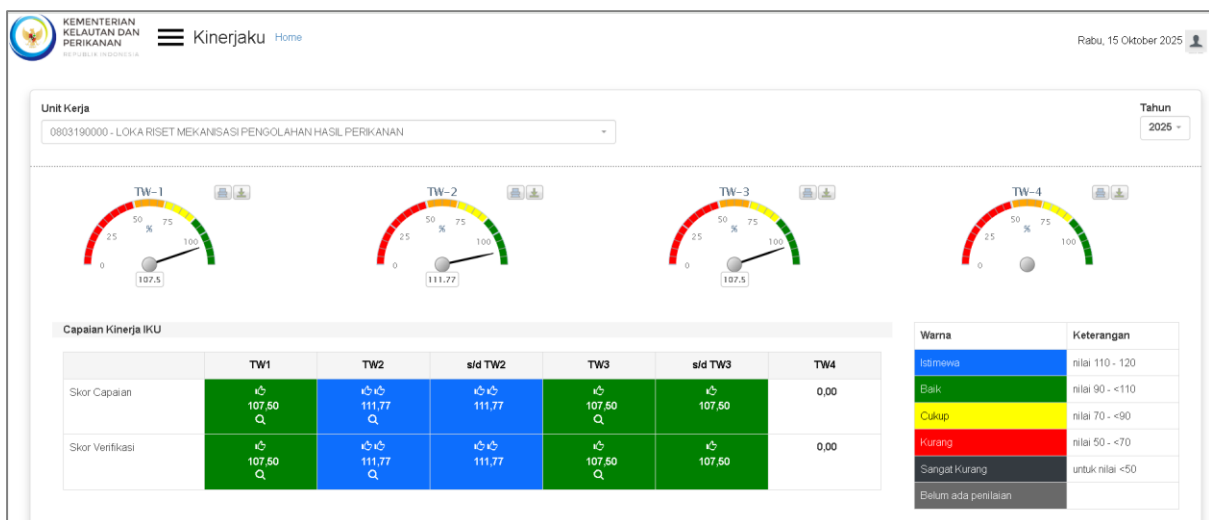 KEMENTERIAN
KELAUTAN DAN
PERIKANAN
REPUBLIK INDONESIA
Kinerjaku Home
Rabu, 15 Oktober 2025
Unit Kerja
Tahun
0803190000 - LOKA RISET MEKANISASI PENGOLAHAN HASIL PERIKANAN
2025
TW-1
0 25 50 75 100
%
107.5
TW-2
0 25 50 75 100
%
111.77
TW-3
0 25 50 75 100
%
107.5
TW-4
0 25 50 75 100
%
Capaian Kinerja IKU
TW1 TW2 s/d TW2 TW3 s/d TW3 TW4
Skor Capaian 107,50 111,77 111,77 107,50 107,50 0,00
Skor Verifikasi 107,50 111,77 111,77 107,50 107,50 0,00
Warna Keterangan
Istimewa nilai 110 - 120
Baik nilai 90 - <110
Cukup nilai 70 - <90
Kurang nilai 50 - <70
Sangat Kurang untuk nilai <50
Belum ada penilaian